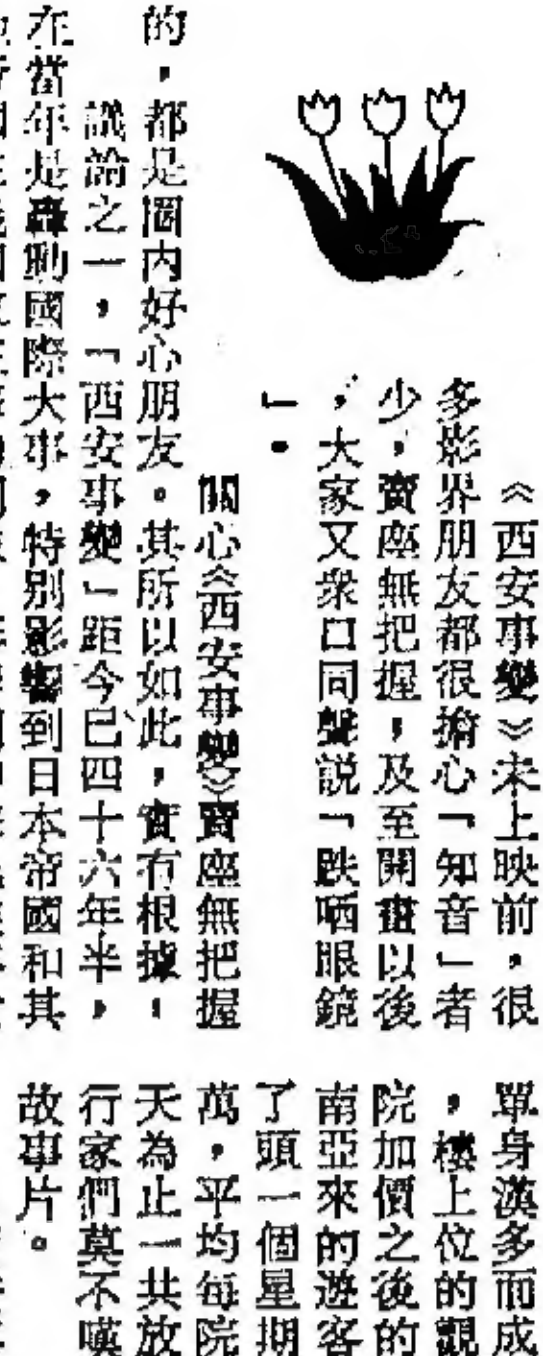 《西安事變》未上映前，很
多影界朋友都很擔心「知音」者
少，賣座無把握，及至開畫以後
，大家又衆口同聲説「跌晒眼鏡
」。
關心《西安事變》賣座無把握
的，都是圈内好心朋友。其所以如此，實有根據，
議論之一，「西安事變」距今已四十六年半，
在當年是轟動國際大事，特别影響到日本帝國和其
單身漢多而成
，樓上位的觀
院加價之後的
南亞來的遊客
了頭一個星期
萬，平均每院
天為止一共放
行家們莫不嘆
故事片。